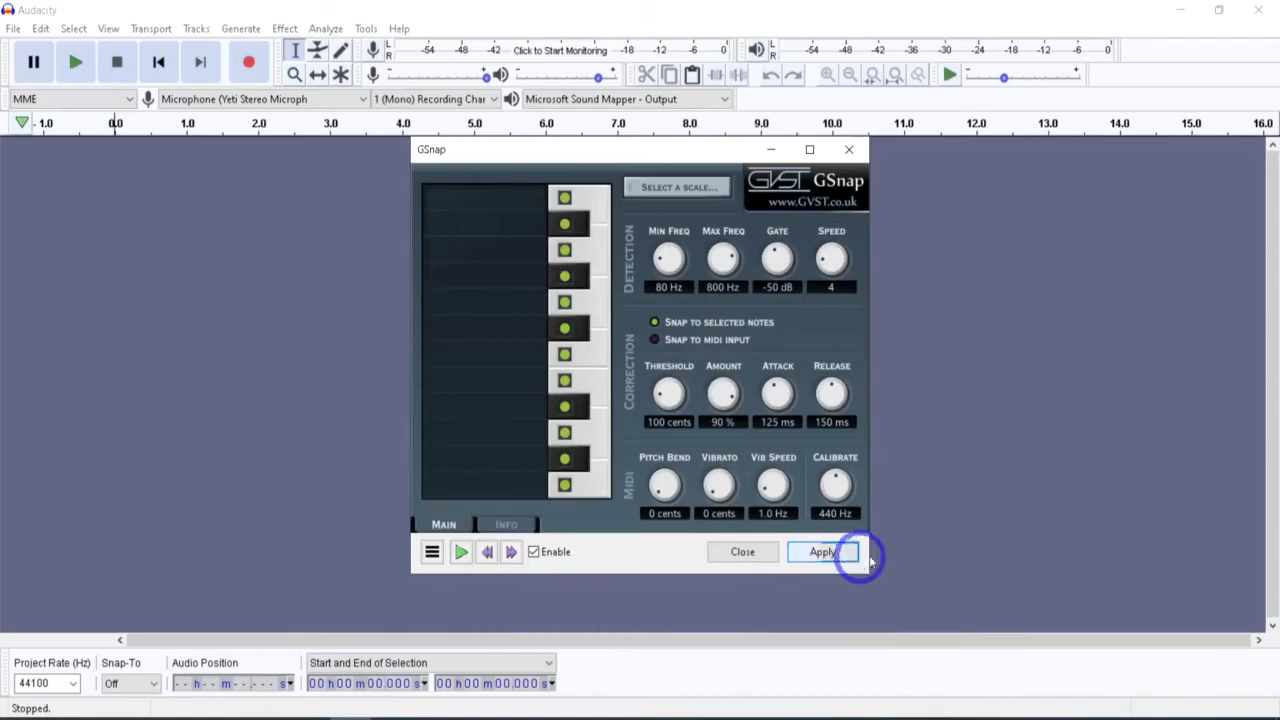 Audacity
File Edit Select View Transport Tracks Generate Effect Analyze Tools Help
L R -54 -48 -42 Click to Start Monitoring -18 -12 -6 0 L R -54 -48 -42 -36 -30 -24 -18 -12 -6 0
MME Microphone (Yeti Stereo Microph 1 (Mono) Recording Char Microsoft Sound Mapper - Output
- 1.0 0.0 1.0 2.0 3.0 4.0 5.0 6.0 7.0 8.0 9.0 10.0 11.0 12.0 13.0 14.0 15.0 16.0
GSnap
SELECT A SCALE...
GVST GSnap
www.GVST.co.uk
DETECTION
MIN FREQ MAX FREQ GATE SPEED
80 Hz 800 Hz -50 dB 4
CORRECTION
SNAP TO SELECTED NOTES
SNAP TO MIDI INPUT
THRESHOLD AMOUNT ATTACK RELEASE
100 cents 90 % 125 ms 150 ms
MIDI
PITCH BEND VIBRATO VIB SPEED CALIBRATE
0 cents 0 cents 1.0 Hz 440 Hz
MAIN INFO
Enable Close Apply
Project Rate (Hz) Snap-To Audio Position Start and End of Selection
44100 Off - - h - - m - - . - - - s 00 h 00 m 00.000 s 00 h 00 m 00.000 s
Stopped.